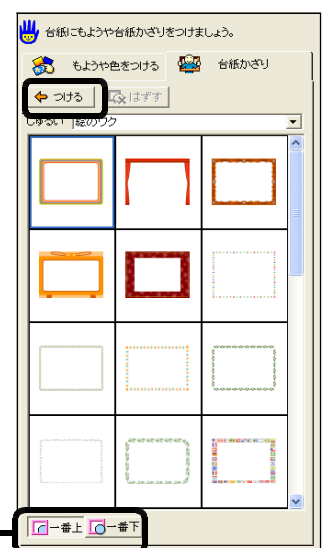 台紙にもようや台紙かざりをつけましょう。
もようや色をつける 台紙かざり
つける はずす
しゅるい 絵のワク
一番上 一番下